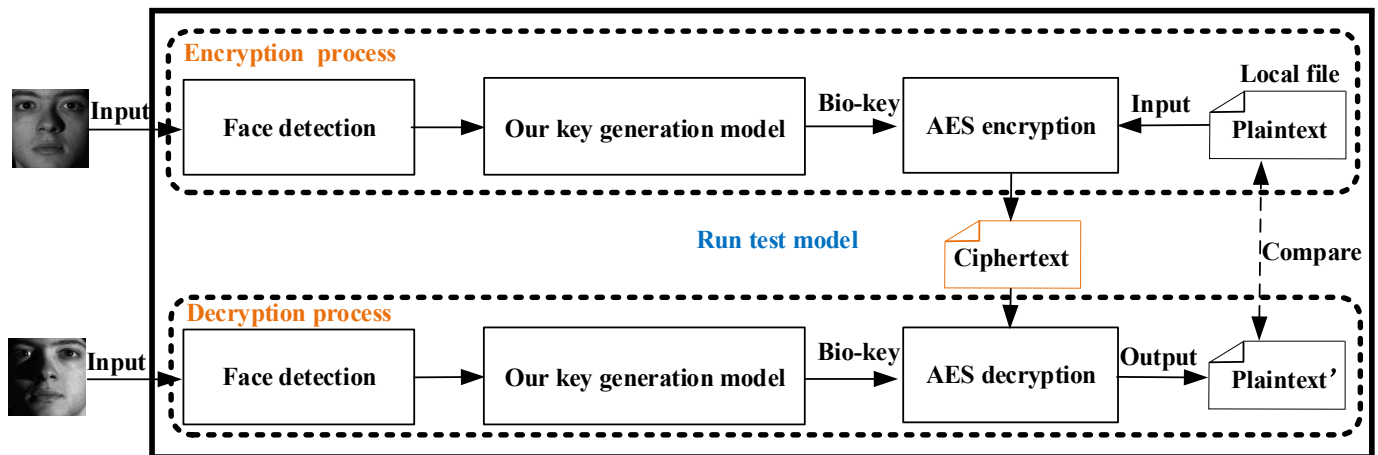 Encryption process
Local file
Input
Face detection
Our key generation model
Bio-key
AES encryption
Input
Plaintext
Run test model
Ciphertext
Compare
Decryption process
Input
Face detection
Our key generation model
Bio-key
AES decryption
Output
Plaintext’